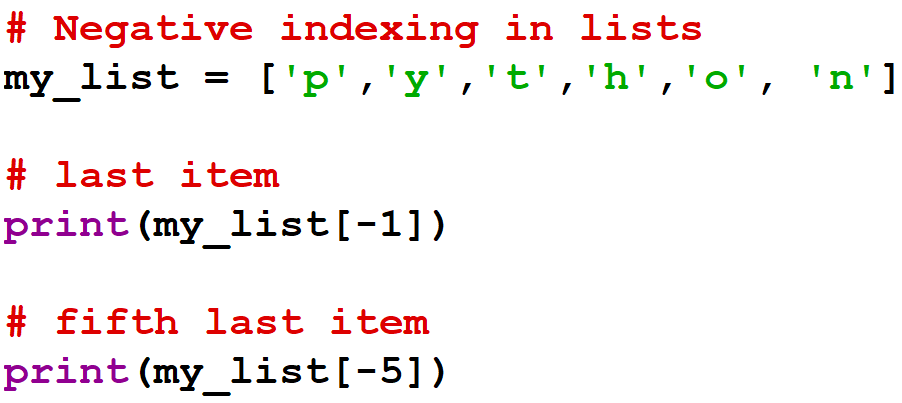 # Negative indexing in lists
my_list = ['p','y','t','h','o', 'n']
# last item
print(my_list[-1])
# fifth last item
print(my_list[-5])